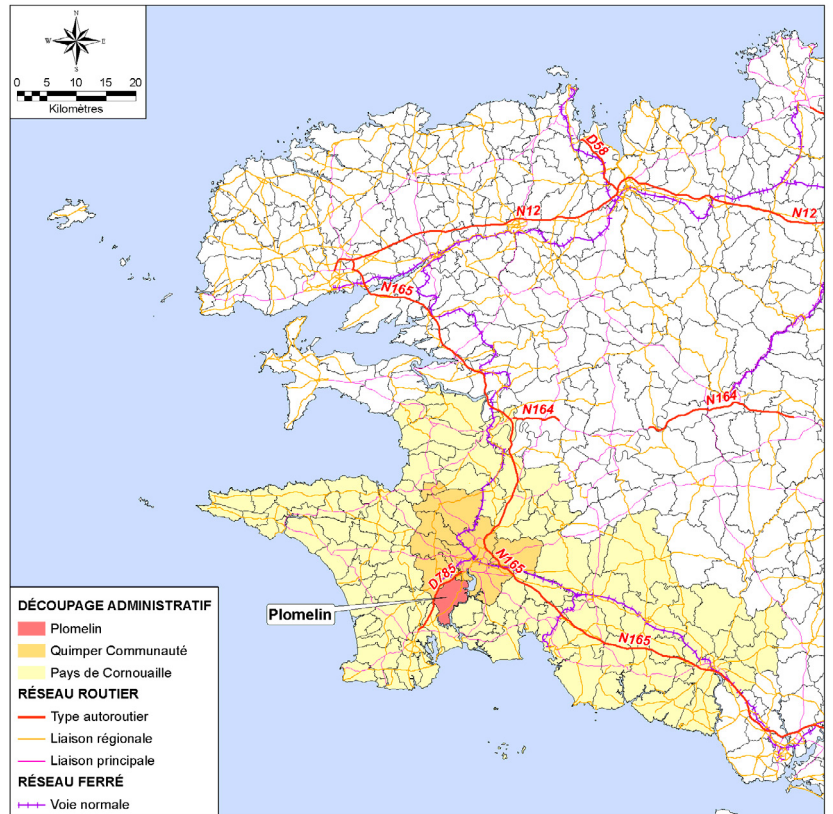 N
W E
S
0 5 10 15 20
Kilomètres
D58
N12
N12
N165
N164
N164
N165
D785
Plomelin
N165
DÉCOUPAGE ADMINISTRATIF
Plomelin
Quimper Communauté
Pays de Cornouaille
RÉSEAU ROUTIER
Type autoroutier
Liaison régionale
Liaison principale
RÉSEAU FERRÉ
Voie normale